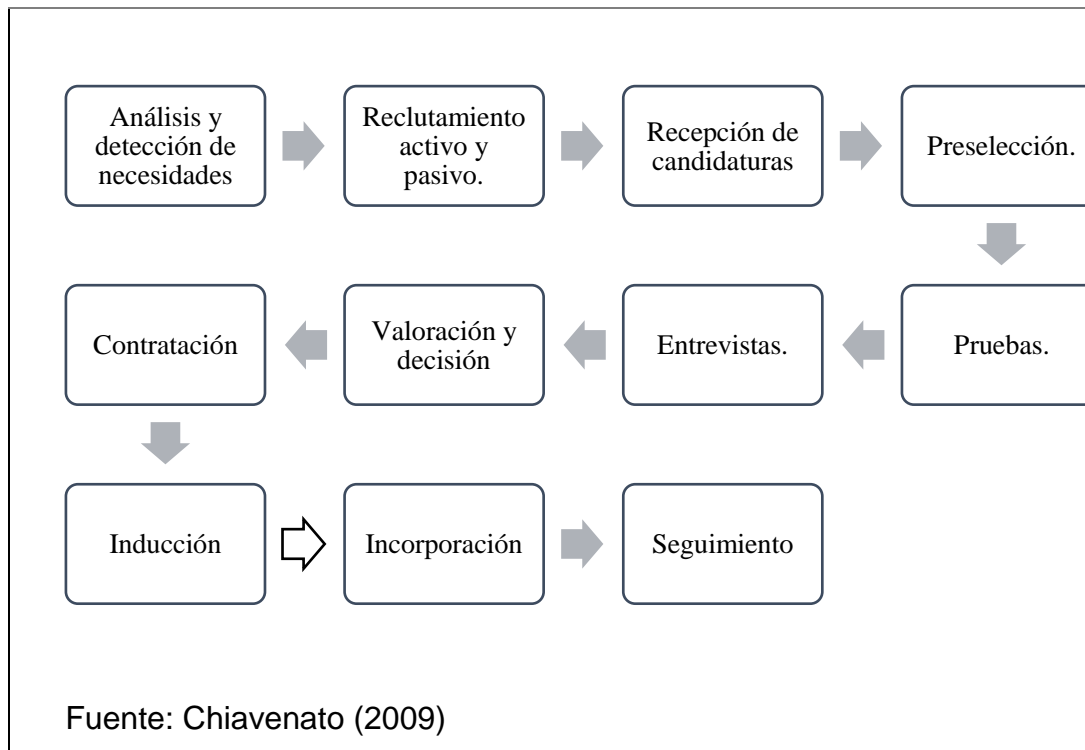 Análisis y
detección de
necesidades
Reclutamiento
activo y
pasivo.
Recepción de
candidaturas
Preselección.
Contratación
Valoración y
decisión
Entrevistas.
Pruebas.
Inducción
Incorporación
Seguimiento
Fuente: Chiavenato (2009)